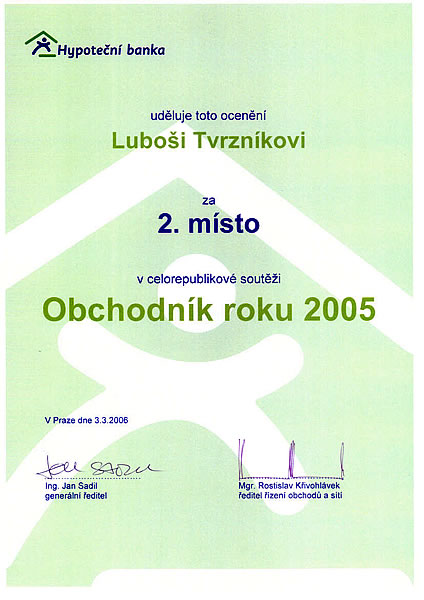 Hypoteční banka
uděluje toto ocenění
Luboši Tvrzníkovi
za
2. místo
v celorepublikové soutěži
Obchodník roku 2005
V Praze dne 3.3.2006
Ing. Jan Sadil
generální ředitel
Mgr. Rostislav Křivohlávek
ředitel řízení obchodů a sítí